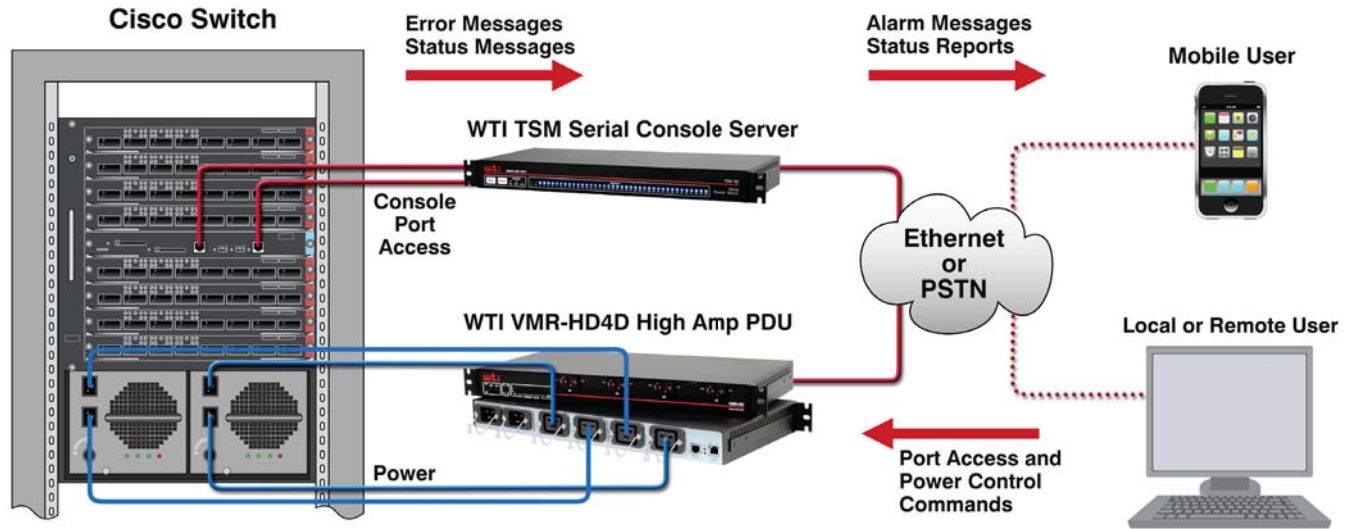 Cisco Switch
Error Messages
Status Messages
Alarm Messages
Status Reports
Mobile User
WTI TSM Serial Console Server
wti
Console
Port
Access
Ethernet
or
PSTN
WTI VMR-HD4D High Amp PDU
wti
Local or Remote User
Power
Port Access and
Power Control
Commands